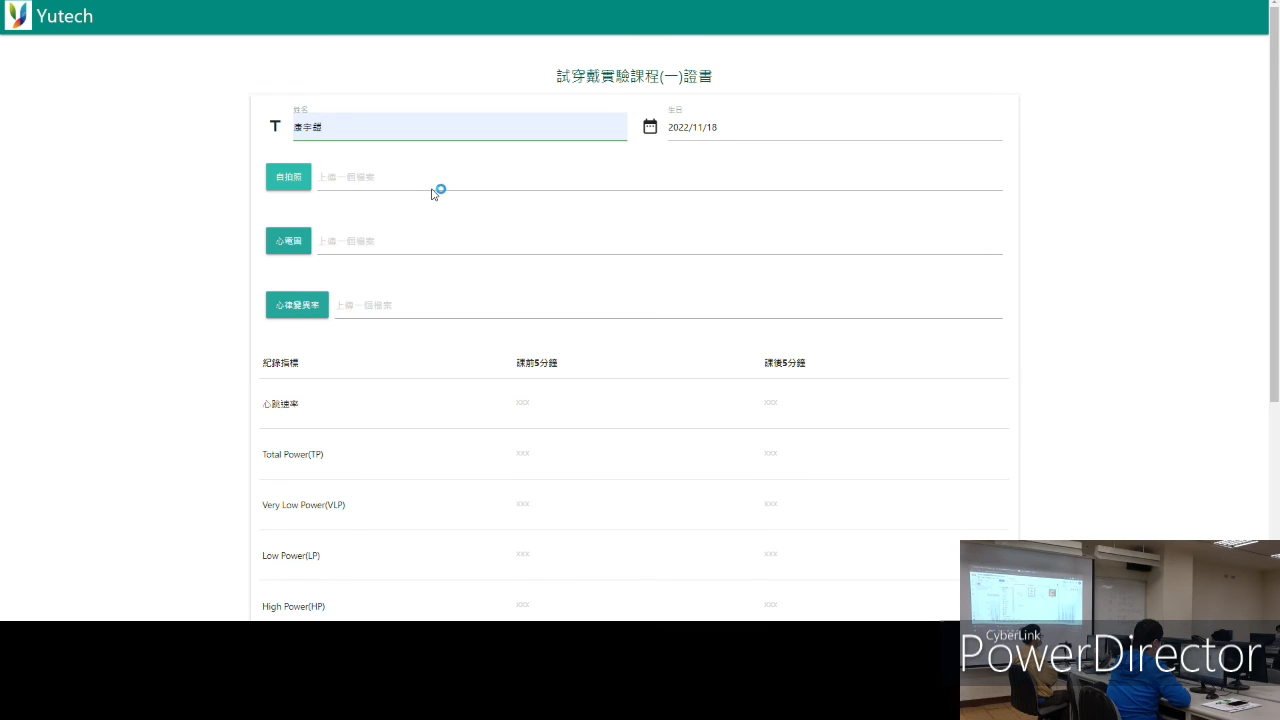 Yutech
試穿戴實驗課程(一)證書
姓名
生日
康宇鎧
2022/11/18
自拍照
上傳一個檔案
心電圖
上傳一個檔案
心律變異率
上傳一個檔案
紀錄指標 課前5分鐘 課後5分鐘
心跳速率 xxx xxx
Total Power(TP) xxx xxx
Very Low Power(VLP) xxx xxx
Low Power(LP) xxx xxx
High Power(HP) xxx xxx
CyberLink
PowerDirector